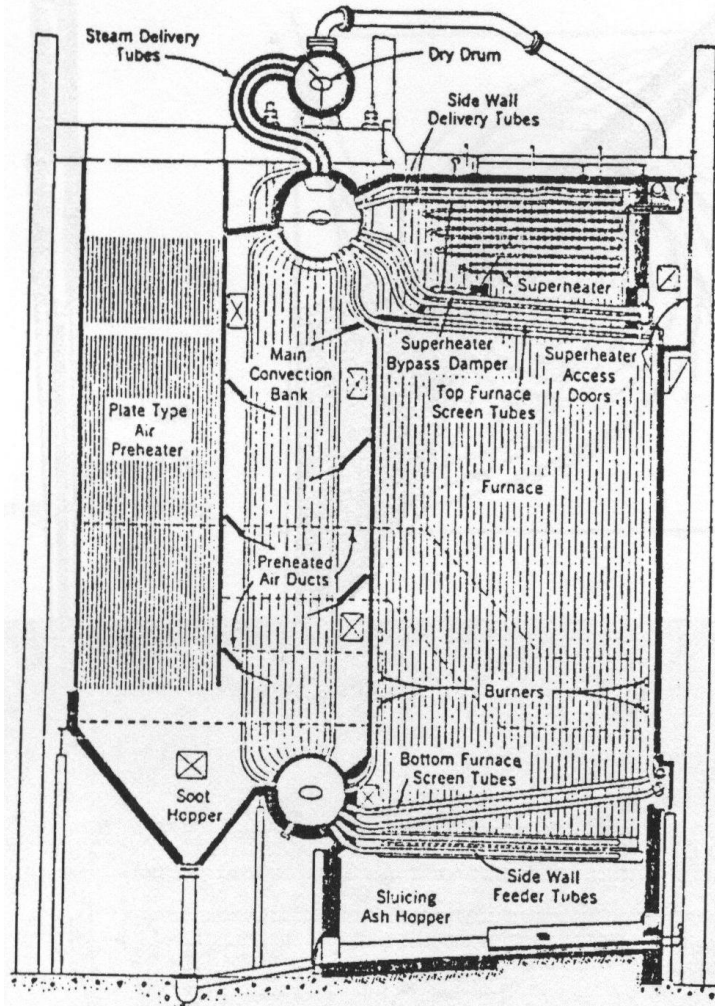 Steam Delivery
Tubes
Dry Drum
Side Wall
Delivery Tubes
Superheater
Superheater
Bypass Damper
Superheater
Access
Doors
Top Furnace
Screen Tubes
Main
Convection
Bank
Plate Type
Air
Preheater
Furnace
Preheated
Air Ducts
Burners
Bottom Furnace
Screen Tubes
Soot
Hopper
Side Wall
Feeder Tubes
Sluicing
Ash Hopper